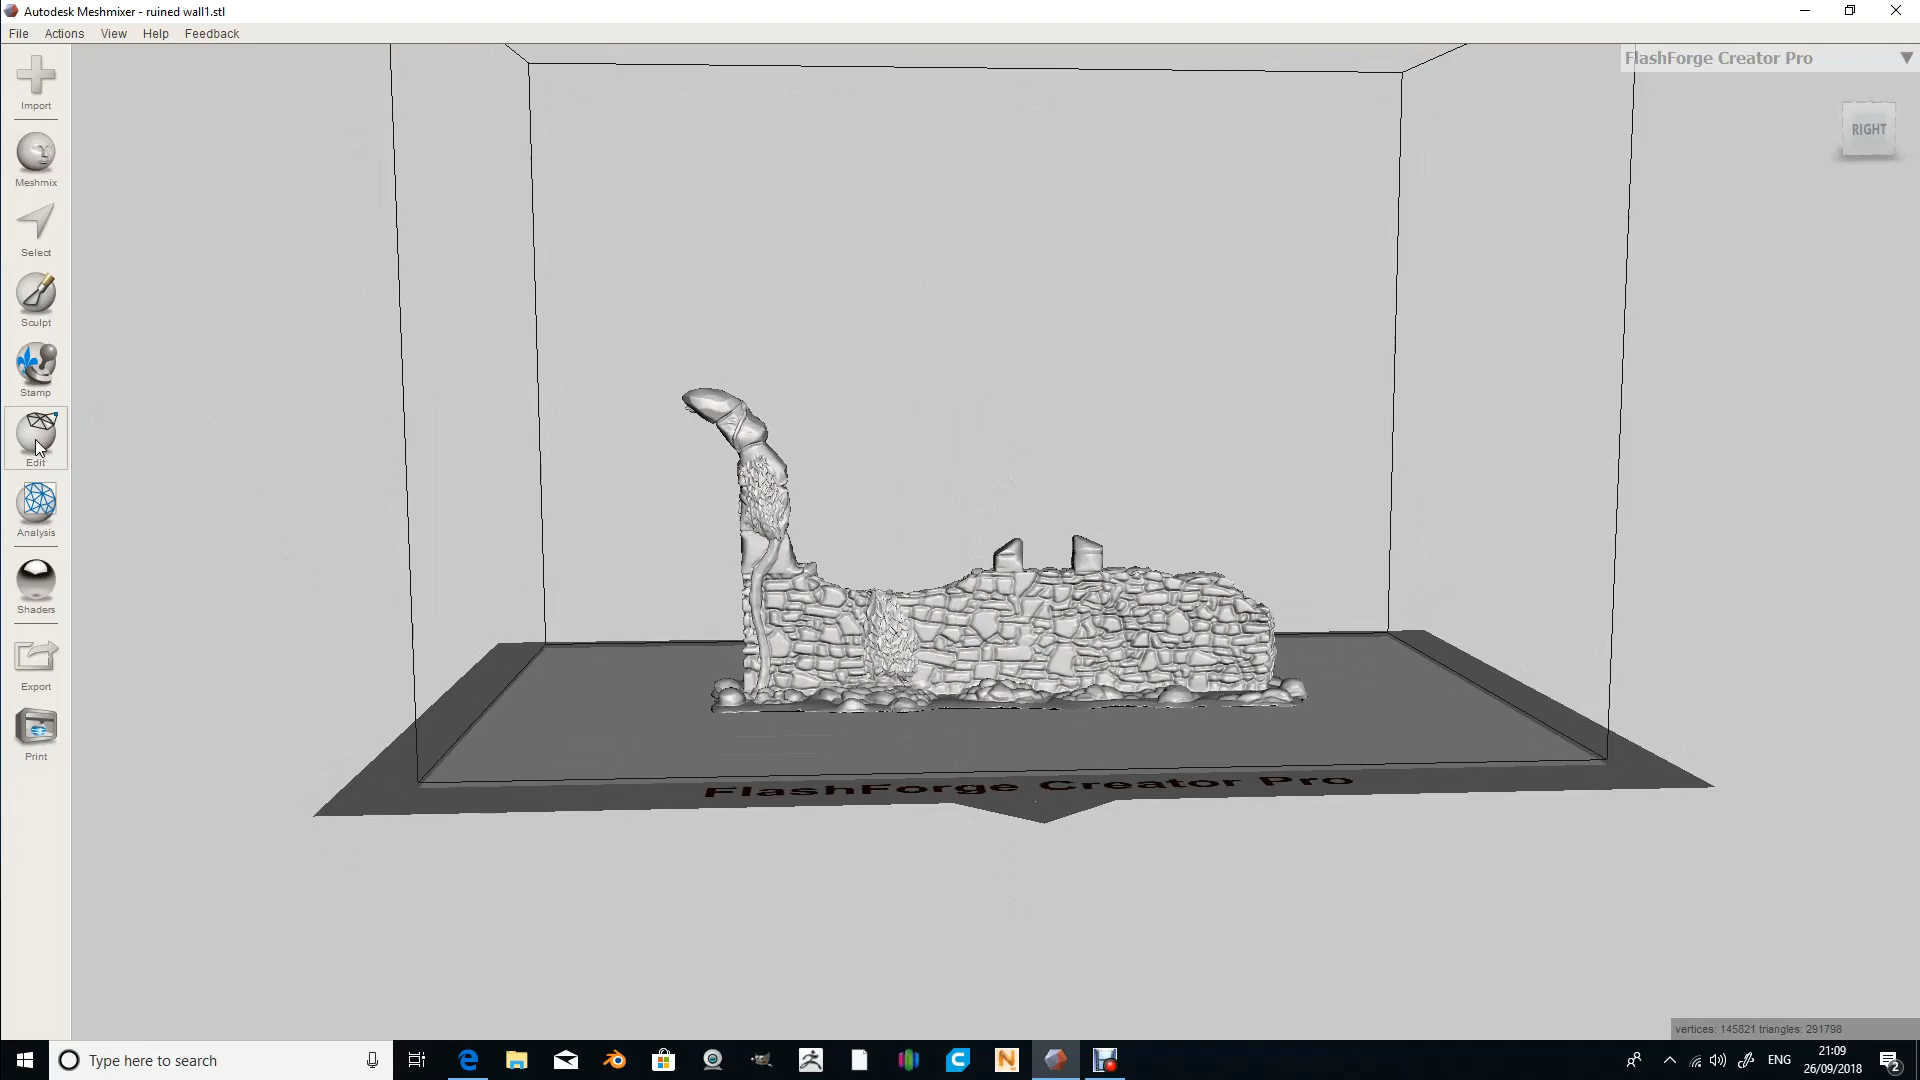 Autodesk Meshmixer - ruined wall1.stl
File Actions View Help Feedback
Import
FlashForge Creator Pro
RIGHT
Meshmix
Select
Sculpt
Stamp
Edit
Analysis
Shaders
Export
Print
FlashForge Creator Pro
vertices: 145821 triangles: 291798
Type here to search
ENG
21:09
26/09/2018
2